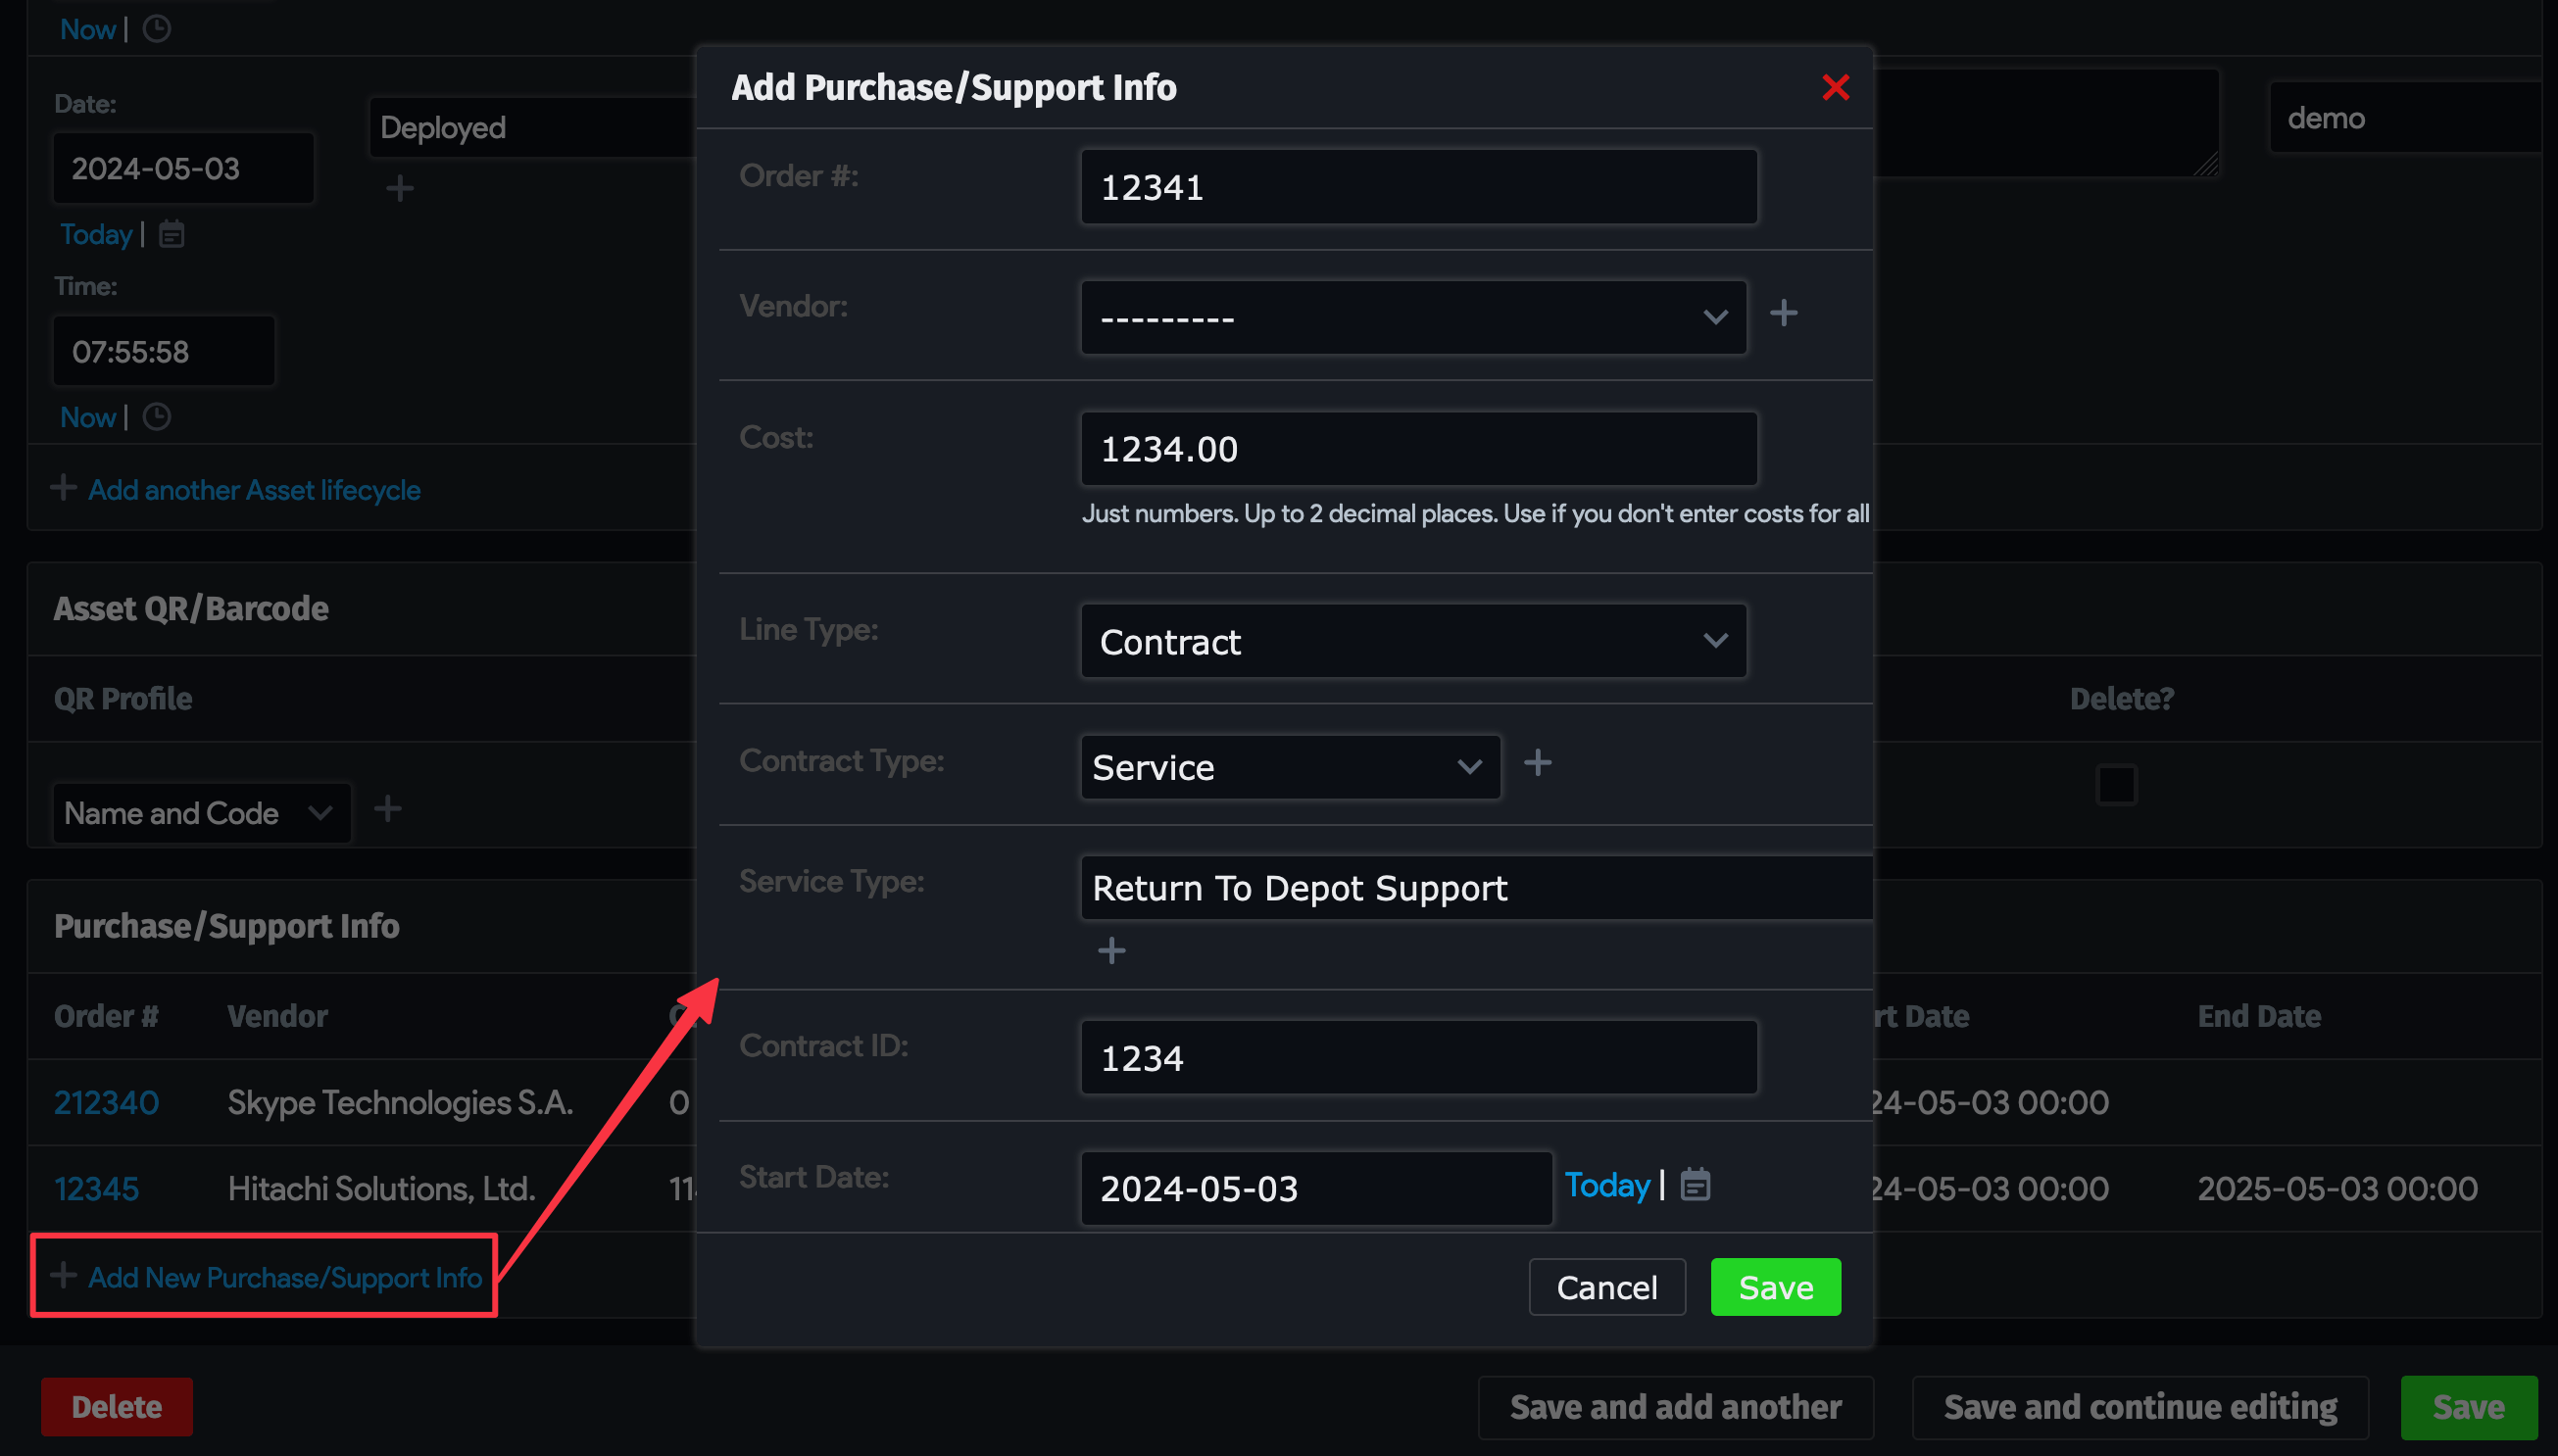 Now |
Date:
2024-05-03
Deployed
Today |
Time:
07:55:58
Now |
Add another Asset lifecycle
demo
Asset QR/Barcode
QR Profile
Delete?
Name and Code
Purchase/Support Info
Order # Vendor rt Date End Date
212340 Skype Technologies S.A. 0 24-05-03 00:00
12345 Hitachi Solutions, Ltd. 11 24-05-03 00:00 2025-05-03 00:00
Add New Purchase/Support Info
Add Purchase/Support Info
Order #:
12341
Vendor:
---------
Cost:
1234.00
Just numbers. Up to 2 decimal places. Use if you don't enter costs for all
Line Type:
Contract
Contract Type:
Service
Service Type:
Return To Depot Support
Contract ID:
1234
Start Date:
2024-05-03
Today |
Cancel
Save
Delete
Save and add another
Save and continue editing
Save